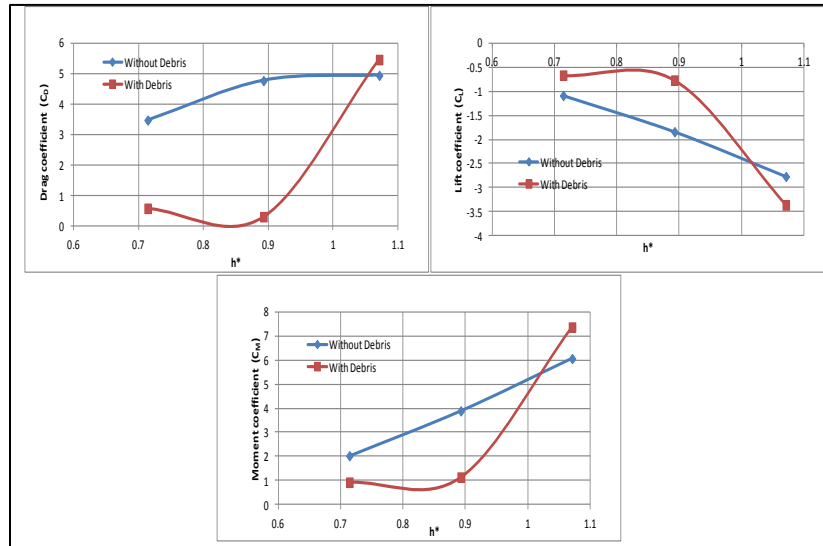 Drag coefficient (C_D)
6
5
4
3
2
1
0
Without Debris
With Debris
0.6 0.7 0.8 0.9 1 1.1
h*
Lift coefficient (C_L)
0
-0.5
-1
-1.5
-2
-2.5
-3
-3.5
-4
0.6 0.7 0.8 0.9 1 1.1
Without Debris
With Debris
h*
Moment coefficient (C_M)
8
7
6
5
4
3
2
1
0
Without Debris
With Debris
0.6 0.7 0.8 0.9 1 1.1
h*